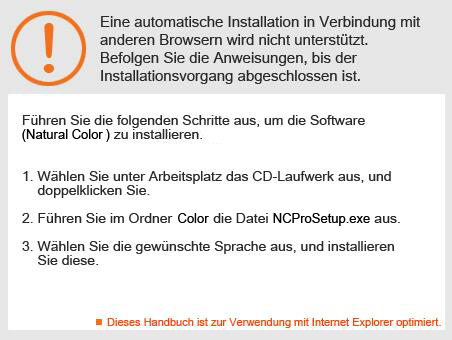 Eine automatische Installation in Verbindung mit
anderen Browsern wird nicht unterstützt.
Befolgen Sie die Anweisungen, bis der
Installationsvorgang abgeschlossen ist.
Führen Sie die folgenden Schritte aus, um die Software
(Natural Color ) zu installieren.
1. Wählen Sie unter Arbeitsplatz das CD-Laufwerk aus, und
doppelklicken Sie.
2. Führen Sie im Ordner Color die Datei NCProSetup.exe aus.
3. Wählen Sie die gewünschte Sprache aus, und installieren
Sie diese.
Dieses Handbuch ist zur Verwendung mit Internet Explorer optimiert.